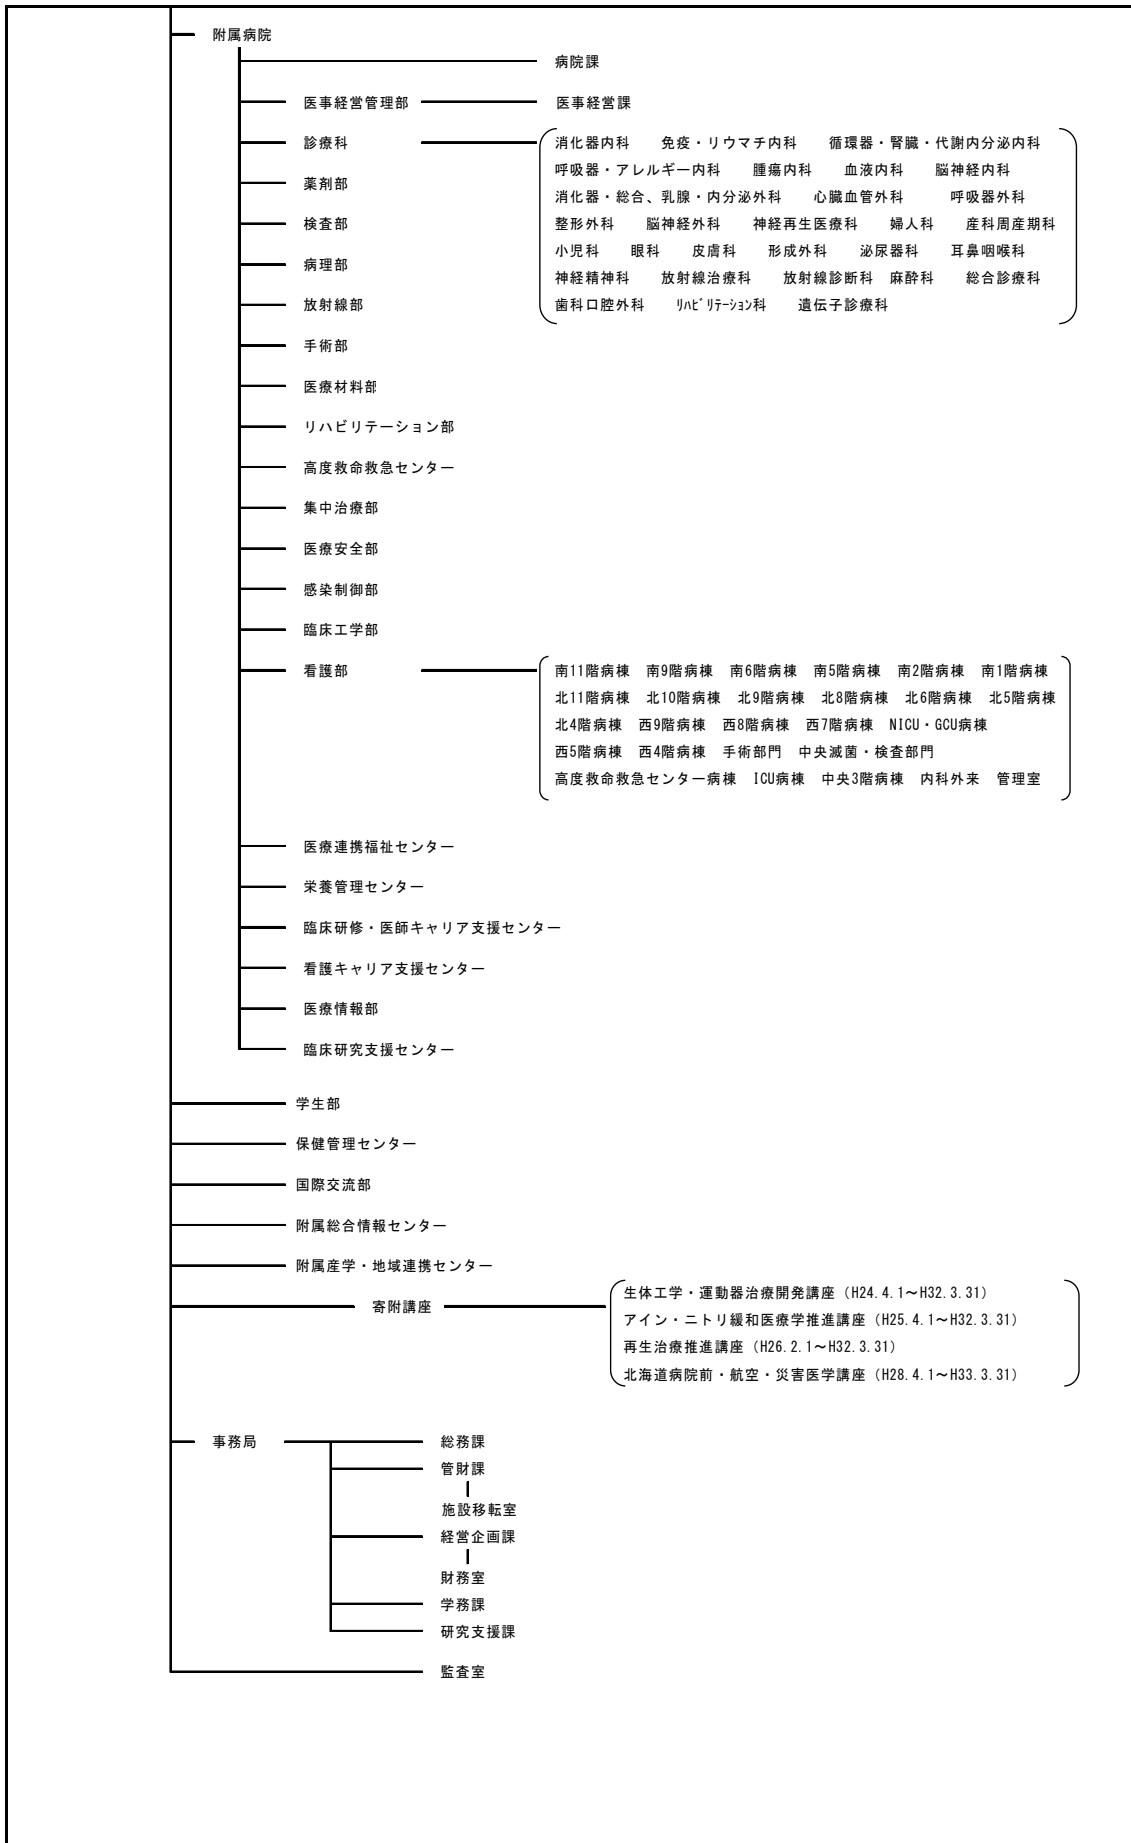 附属病院
病院課
医事経営管理部 医事経営課
診療科 消化器内科 免疫・リウマチ内科 循環器・腎臓・代謝内分泌内科
呼吸器・アレルギー内科 腫瘍内科 血液内科 脳神経内科
薬剤部
消化器・総合、乳腺・内分泌外科 心臓血管外科 呼吸器外科
検査部 整形外科 脳神経外科 神経再生医療科 婦人科 産科周産期科
小児科 眼科 皮膚科 形成外科 泌尿器科 耳鼻咽喉科
病理部
神経精神科 放射線治療科 放射線診断科 麻酔科 総合診療科
放射線部 歯科口腔外科 ﾘﾊﾋﾞﾘﾃｰｼｮﾝ科 遺伝子診療科
手術部
医療材料部
リハビリテーション部
高度救命救急センター
集中治療部
医療安全部
感染制御部
臨床工学部
看護部 南11階病棟 南9階病棟 南6階病棟 南5階病棟 南2階病棟 南1階病棟
北11階病棟 北10階病棟 北9階病棟 北8階病棟 北6階病棟 北5階病棟
北4階病棟 西9階病棟 西8階病棟 西7階病棟 NICU・GCU病棟
西5階病棟 西4階病棟 手術部門 中央滅菌・検査部門
高度救命救急センター病棟 ICU病棟 中央3階病棟 内科外来 管理室
医療連携福祉センター
栄養管理センター
臨床研修・医師キャリア支援センター
看護キャリア支援センター
医療情報部
臨床研究支援センター
学生部
保健管理センター
国際交流部
附属総合情報センター
附属産学・地域連携センター
寄附講座
生体工学・運動器治療開発講座（H24.4.1～H32.3.31）
アイン・ニトリ緩和医療学推進講座（H25.4.1～H32.3.31）
再生治療推進講座（H26.2.1～H32.3.31）
北海道病院前・航空・災害医学講座（H28.4.1～H33.3.31）
事務局 総務課
管財課
施設移転室
経営企画課
財務室
学務課
研究支援課
監査室